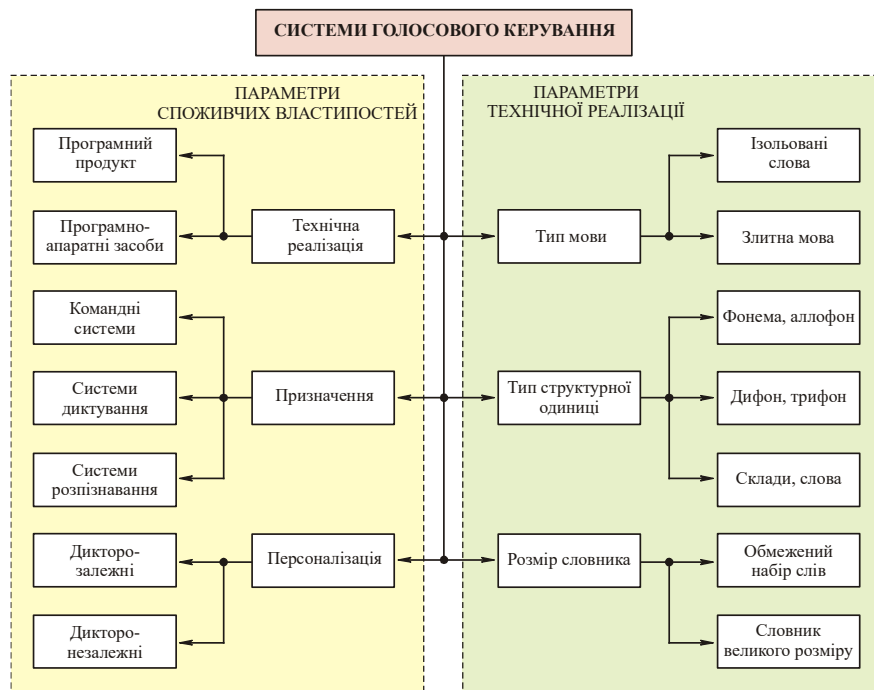 СИСТЕМИ ГОЛОСОВОГО КЕРУВАННЯ
ПАРАМЕТРИ
СПОЖИВЧИХ ВЛАСТИПОСТЕЙ
Програмний
продукт
Програмно-
апаратні засоби
Технічна
реалізація
Командні
системи
Системи
диктування
Призначення
Системи
розпізнавання
Дикторо-
залежні
Персоналізація
Дикторо-
незалежні
ПАРАМЕТРИ
ТЕХНІЧНОЇ РЕАЛІЗАЦІЇ
Ізольовані
слова
Тип мови
Злитна мова
Фонема, аллофон
Тип структурної
одиниці
Дифон, трифон
Склади, слова
Розмір словника
Обмежений
набір слів
Словник
великого розміру